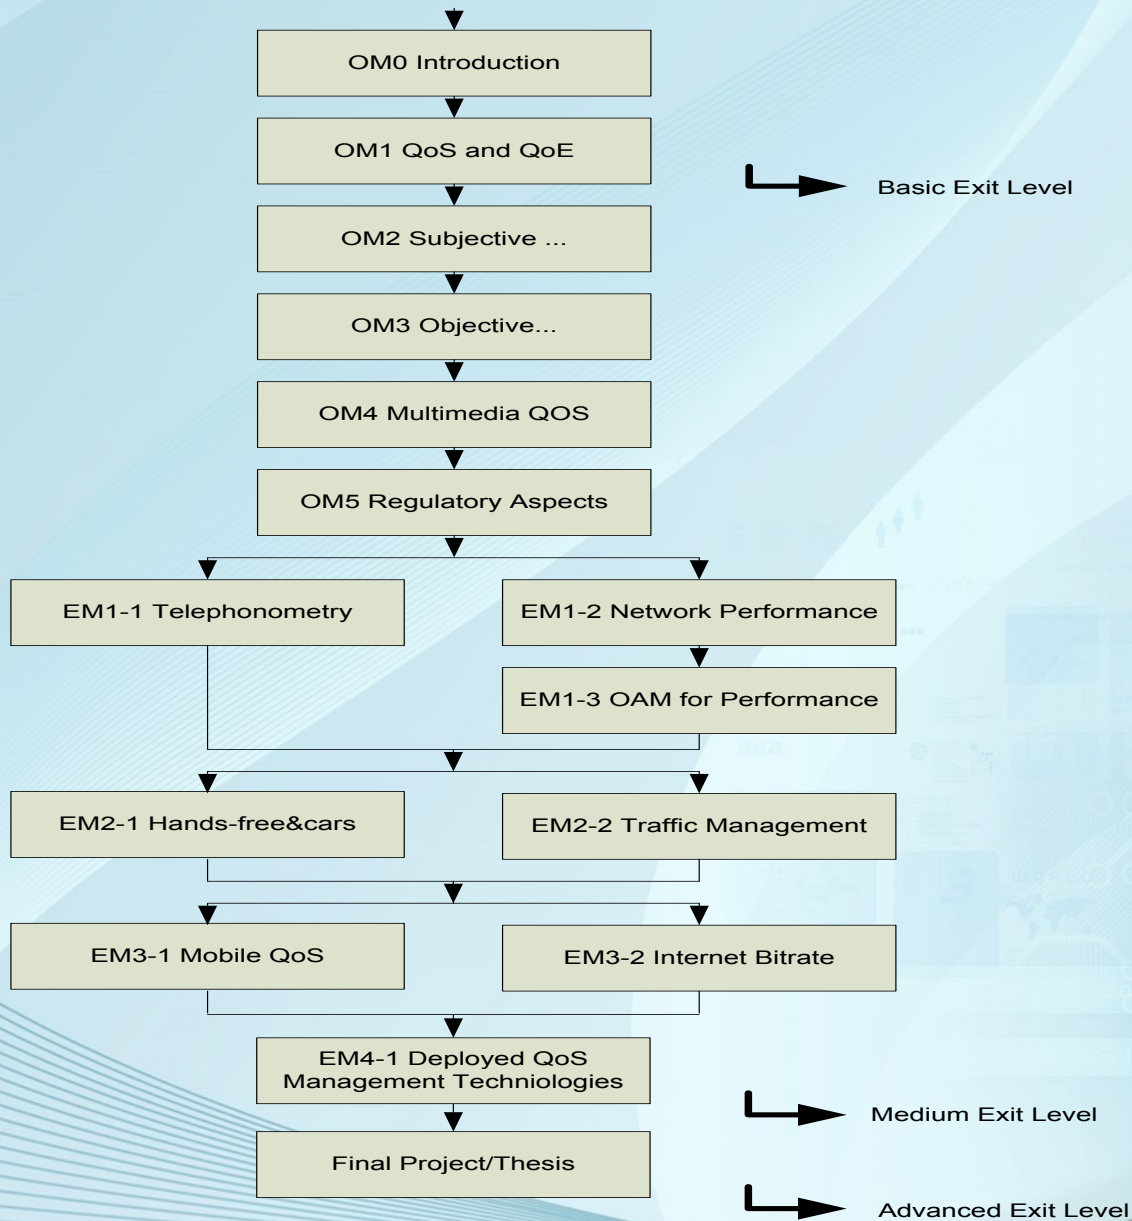 OM0 Introduction
OM1 QoS and QoE
Basic Exit Level
OM2 Subjective ...
OM3 Objective...
OM4 Multimedia QOS
OM5 Regulatory Aspects
EM1-1 Telephonometry
EM1-2 Network Performance
EM1-3 OAM for Performance
EM2-1 Hands-free&cars
EM2-2 Traffic Management
WORLD
EM3-1 Mobile QoS
EM3-2 Internet Bitrate
EM4-1 Deployed QoS
Management Techniologies
Medium Exit Level
Final Project/Thesis
Advanced Exit Level